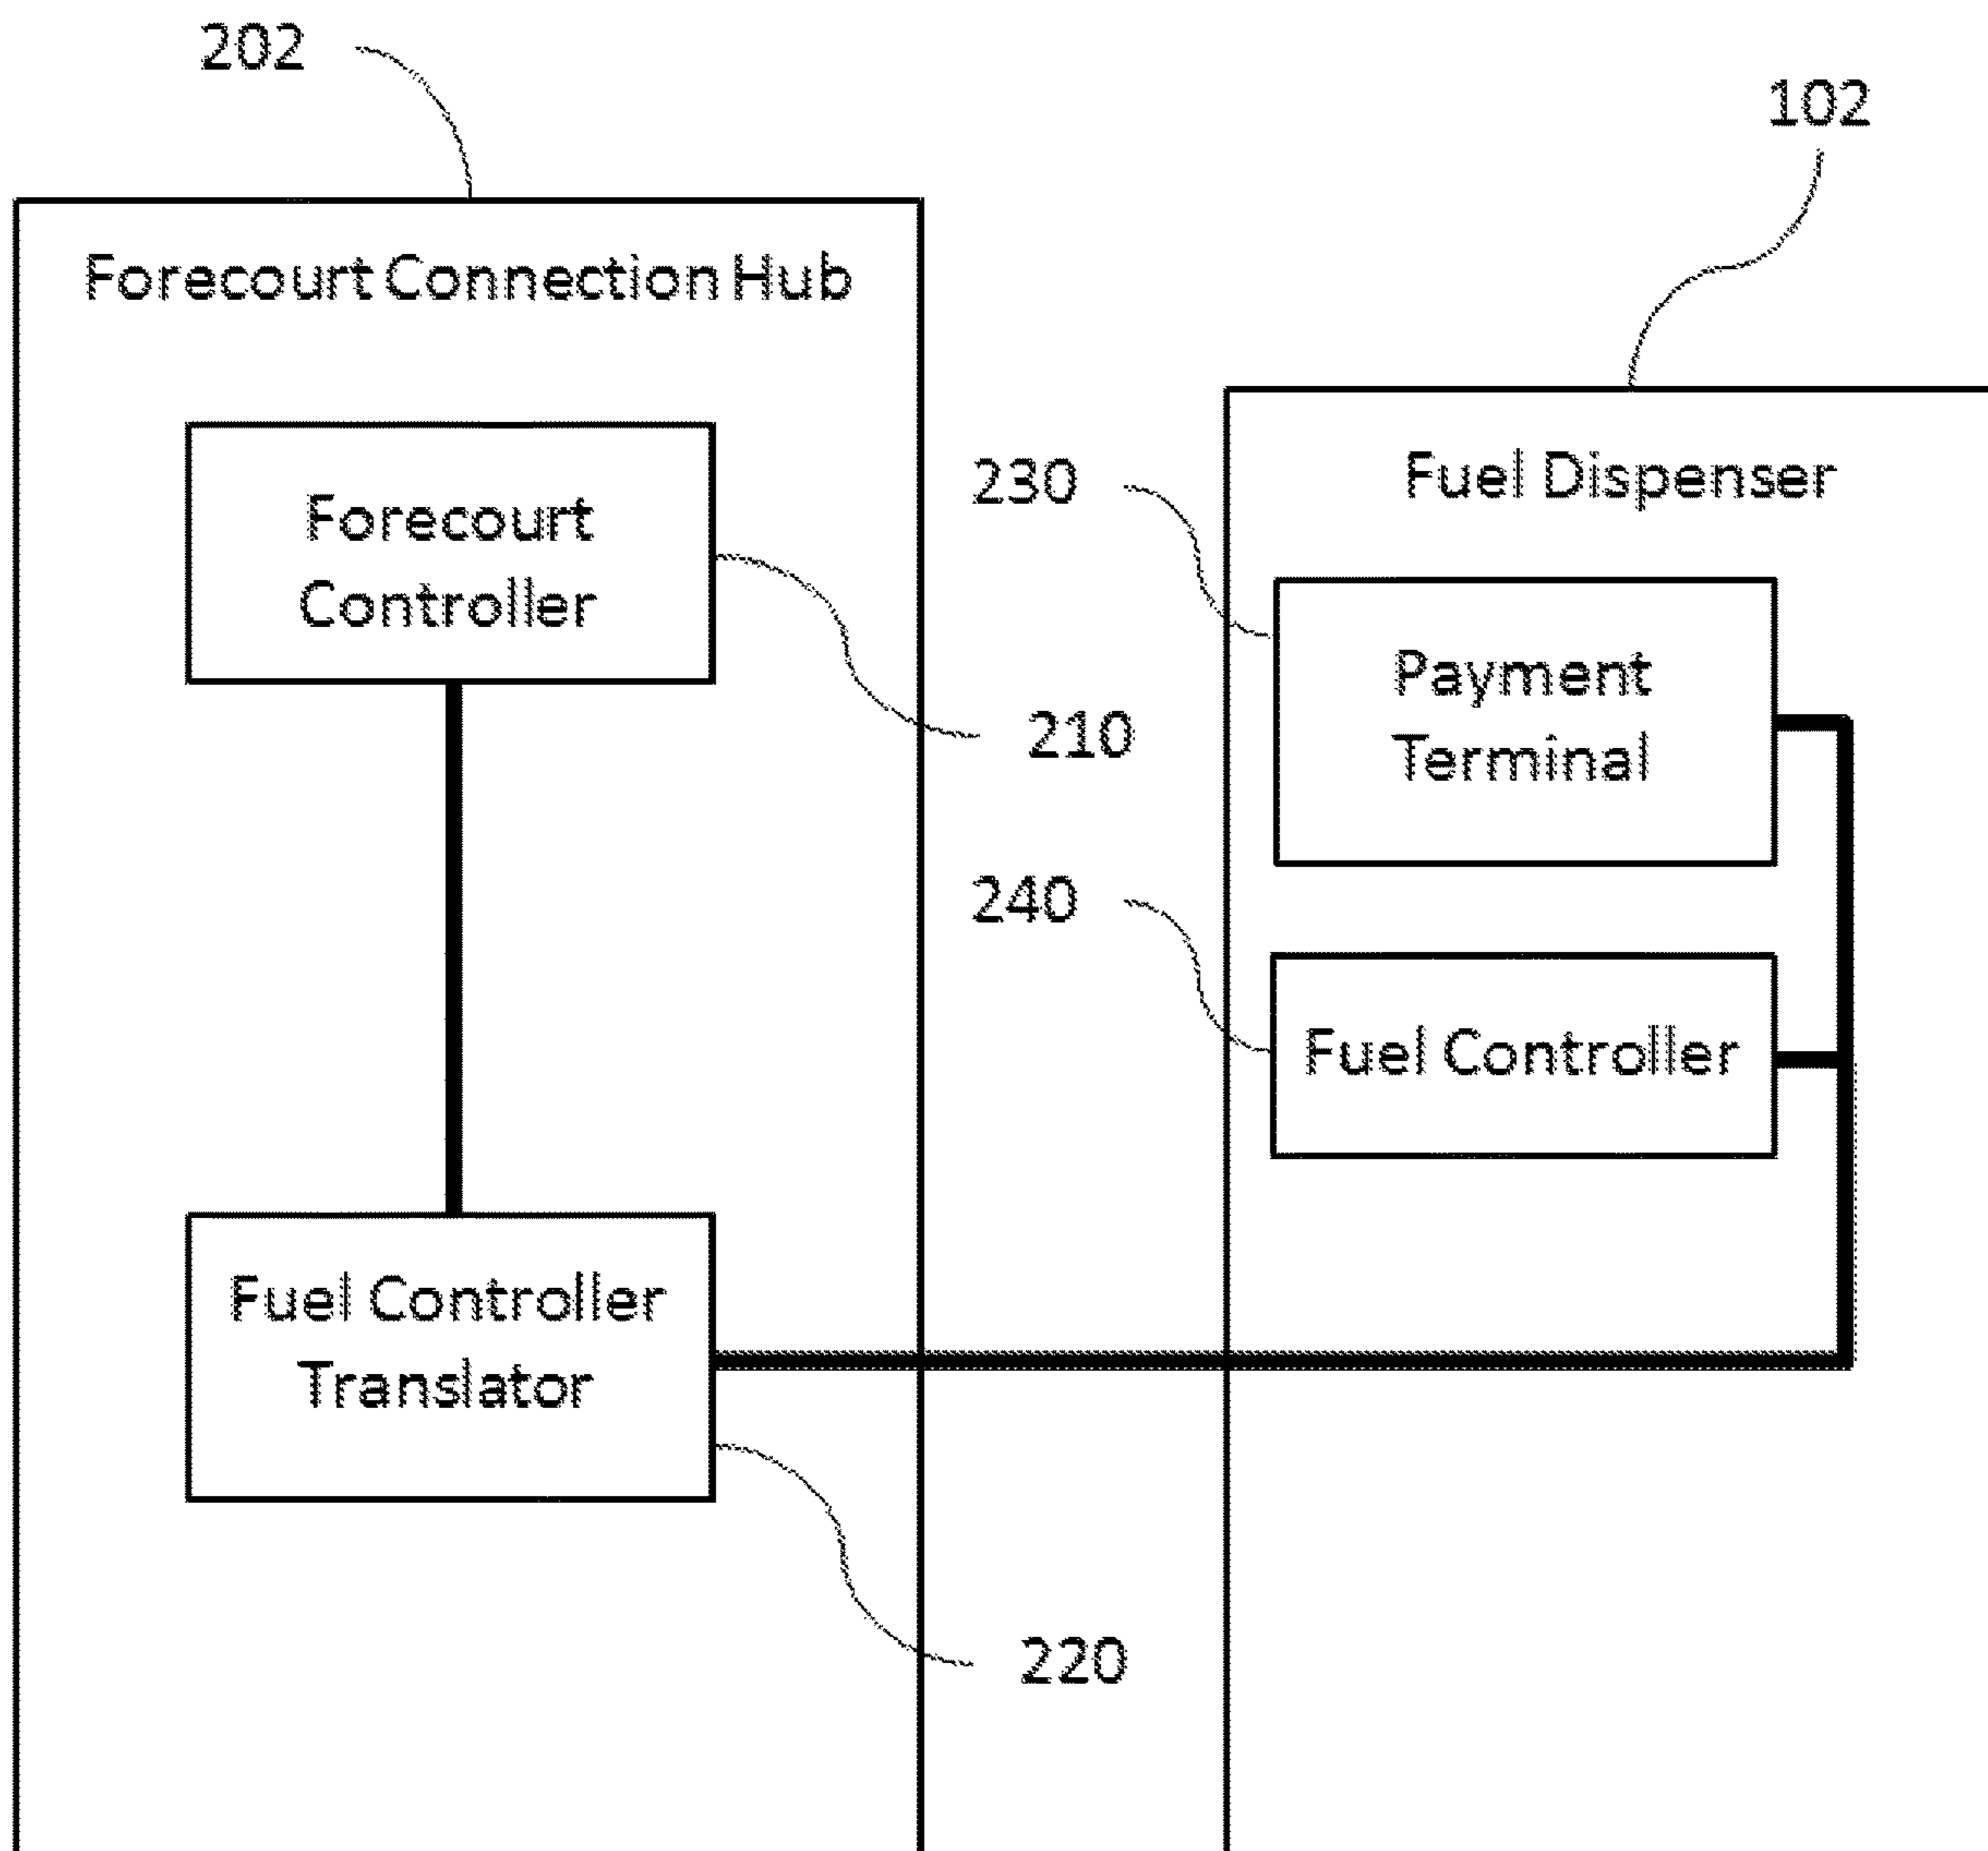 202
102
Forecourt Connection Hub
Forecourt
Controller
210
Fuel Controller
Translator
220
Fuel Dispenser
230
Payment
Terminal
240
Fuel Controller